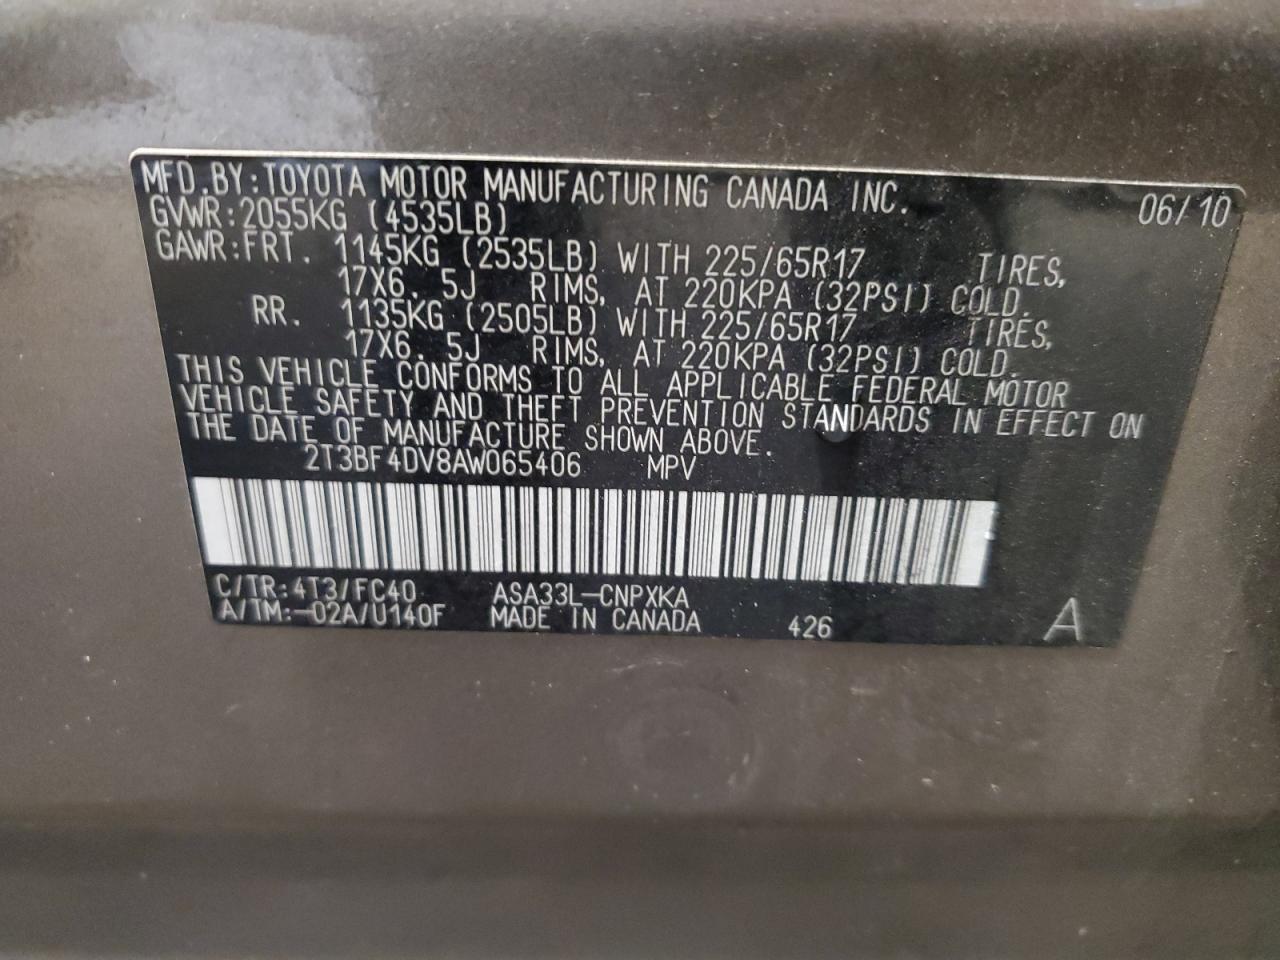 MFD.BY:TOYOTA MOTOR MANUFACTURING CANADA INC. 06/10
GVWR:2055KG (4535LB)
GAWR:FRT. 1145KG (2535LB) WITH 225/65R17 TIRES,
17X6.5J RIMS, AT 220KPA (32PSI) COLD.
RR. 1135KG (2505LB) WITH 225/65R17 TIRES,
17X6.5J RIMS, AT 220KPA (32PSI) COLD.
THIS VEHICLE CONFORMS TO ALL APPLICABLE FEDERAL MOTOR
VEHICLE SAFETY AND THEFT PREVENTION STANDARDS IN EFFECT ON
THE DATE OF MANUFACTURE SHOWN ABOVE.
2T3BF4DV8AW065406 MPV
C/TR:4T3/FC40 ASA33L-CNPXKA
A/TM:-02A/U140F MADE IN CANADA 426 A